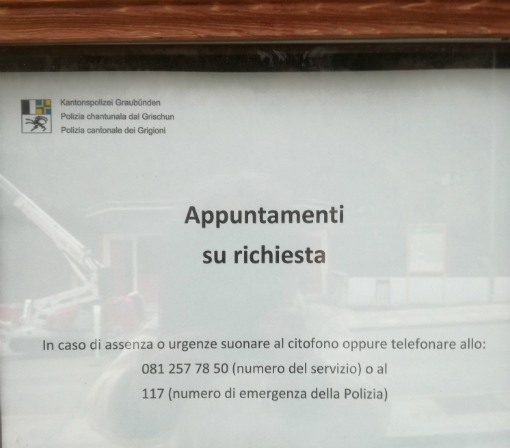 Kantonspolizei Graubünden
Polizia chantunala dal Grischun
Polizia cantonale dei Grigioni
Appuntamenti
su richiesta
In caso di assenza o urgenze suonare al citofono oppure telefonare allo:
081 257 78 50 (numero del servizio) o al
117 (numero di emergenza della Polizia)